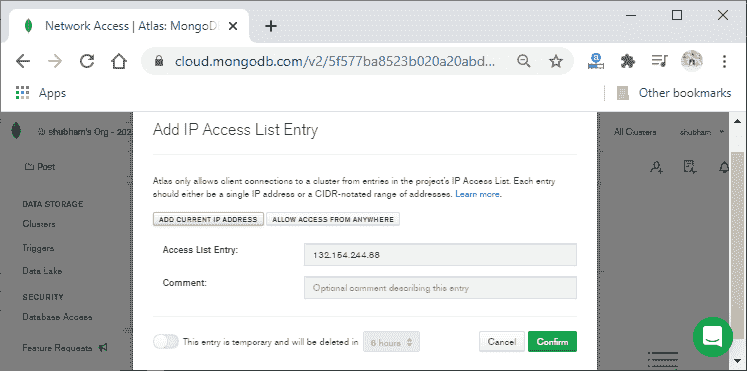 Network Access | Atlas: MongoDB
cloud.mongodb.com/v2/5f577ba8523b020a20abd...
Apps
Other bookmarks
shubham's Org - 202
All Clusters
shubham
Add IP Access List Entry
Post
Atlas only allows client connections to a cluster from entries in the project's IP Access List. Each entry
should either be a single IP address or a CIDR-notated range of addresses. Learn more.
DATA STORAGE
Clusters
Triggers
Data Lake
SECURITY
Database Access
Feature Requests
ADD CURRENT IP ADDRESS
ALLOW ACCESS FROM ANYWHERE
Access List Entry:
132.154.244.88
Comment:
Optional comment describing this entry
This entry is temporary and will be deleted in
6 hours
Cancel
Confirm